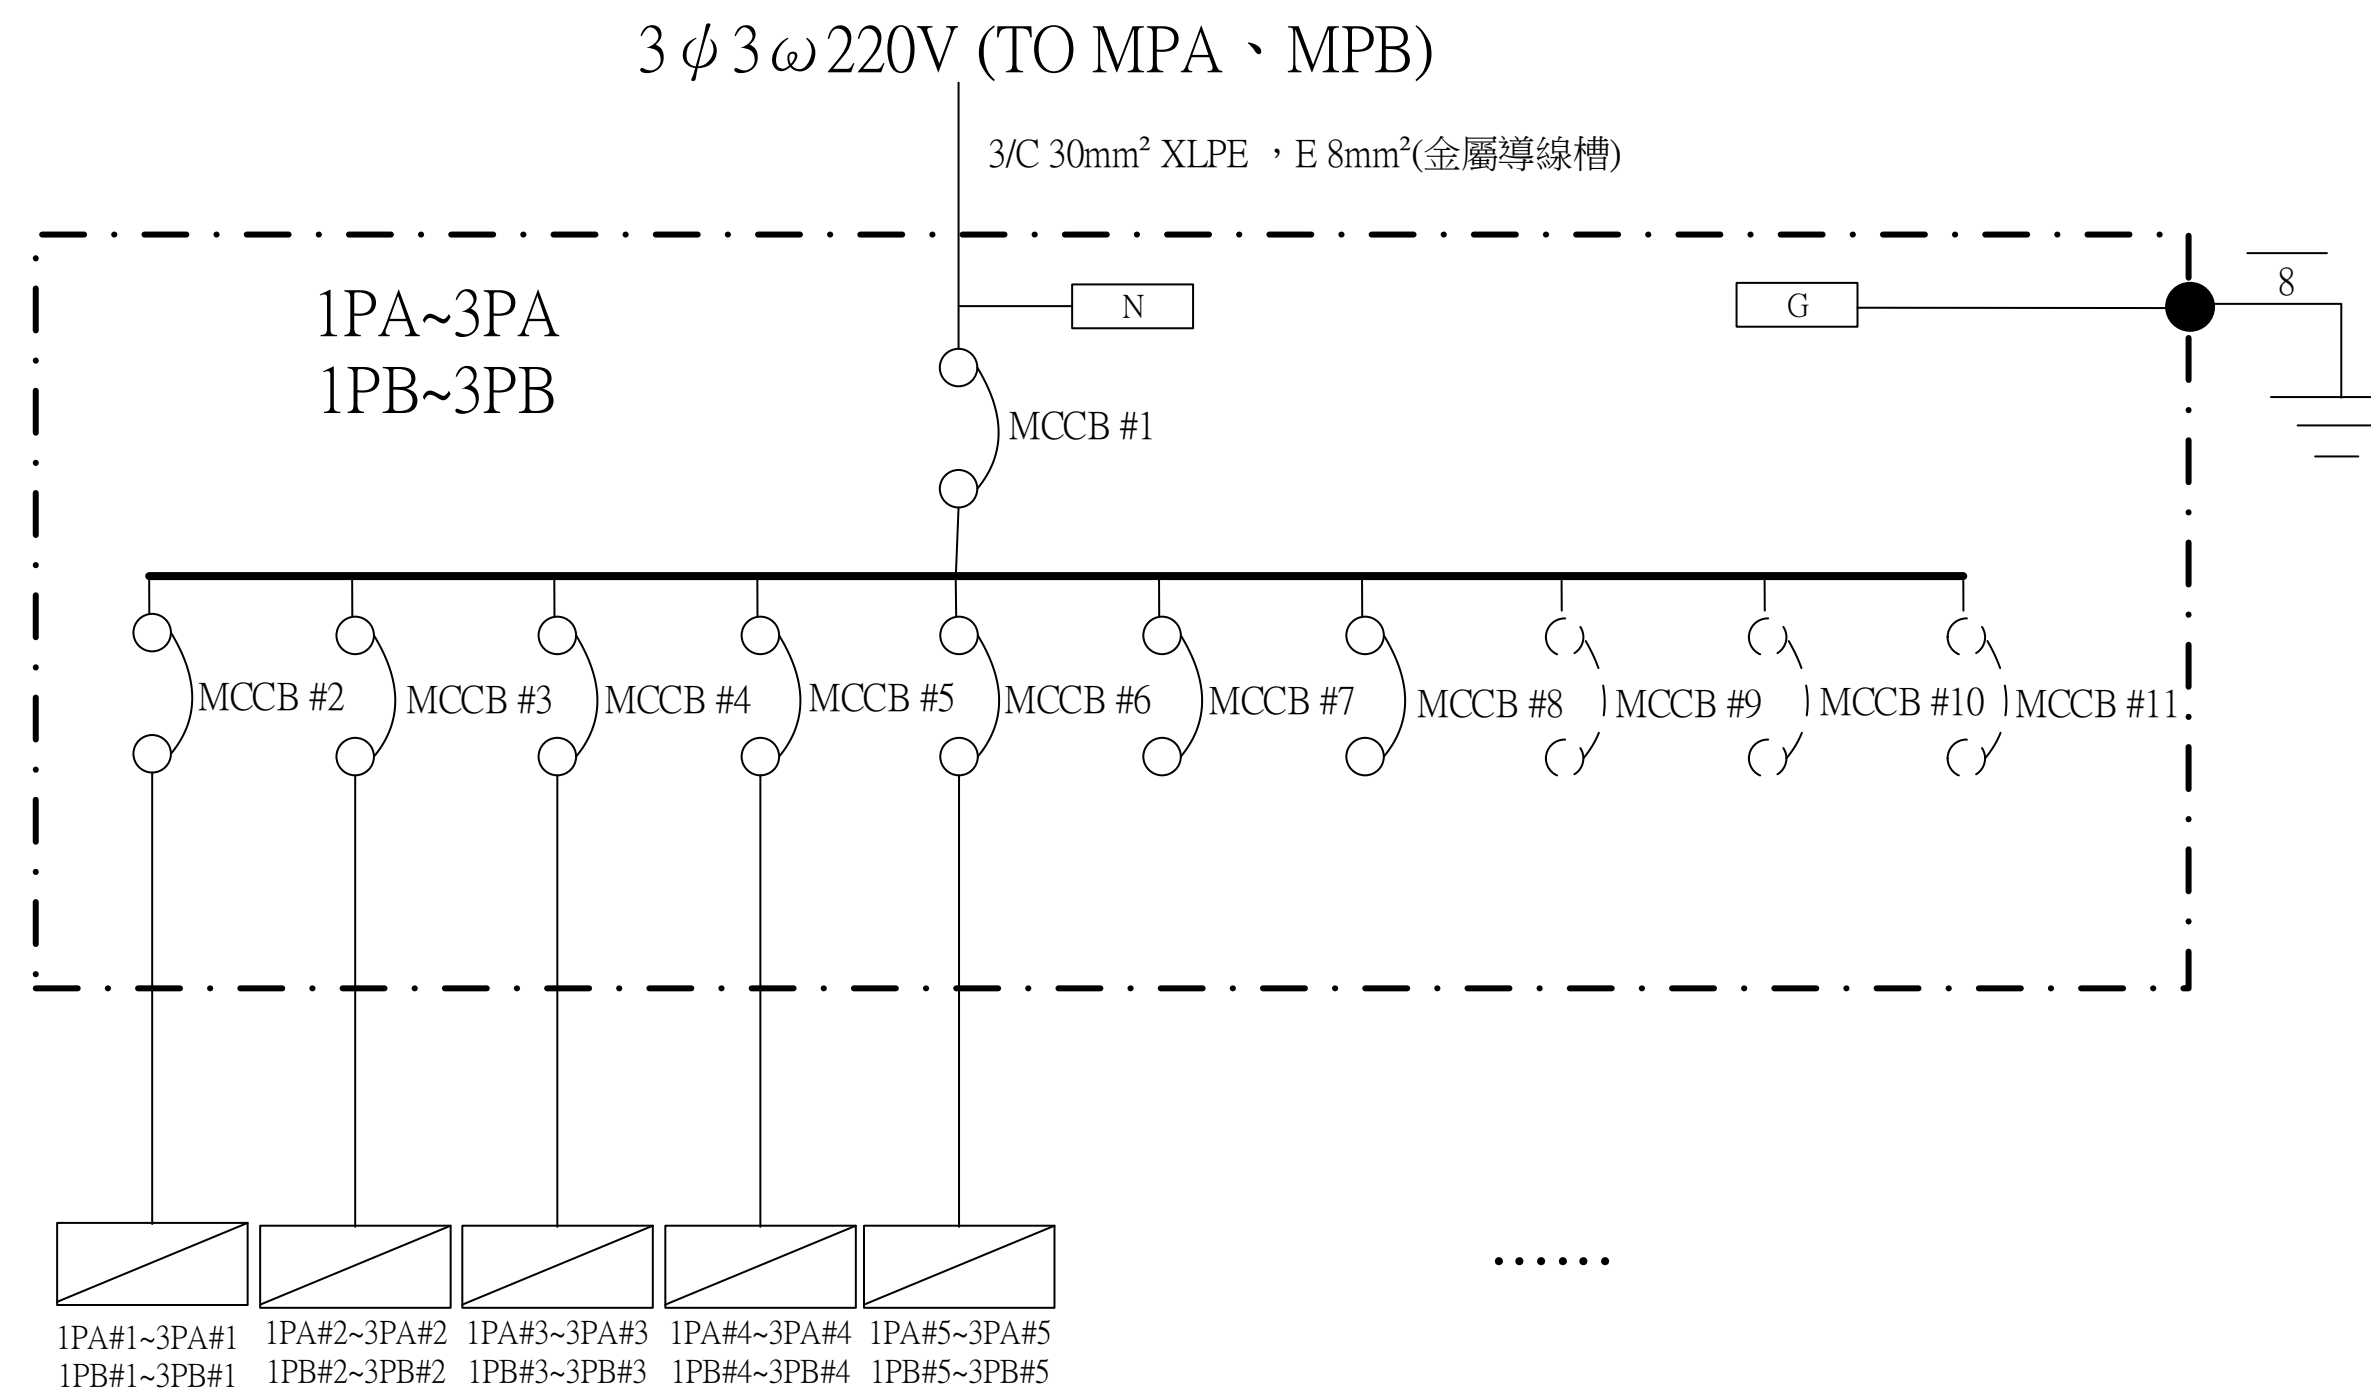 3ϕ3ω220V (TO MPA、MPB)
3/C 30mm² XLPE ，E 8mm²(金屬導線槽)
8
1PA~3PA
1PB~3PB
N
G
MCCB #1
MCCB #2
MCCB #3
MCCB #4
MCCB #5
MCCB #6
MCCB #7
MCCB #8
MCCB #9
MCCB #10
MCCB #11
......
1PA#1~3PA#1
1PB#1~3PB#1
1PA#2~3PA#2
1PB#2~3PB#2
1PA#3~3PA#3
1PB#3~3PB#3
1PA#4~3PA#4
1PB#4~3PB#4
1PA#5~3PA#5
1PB#5~3PB#5